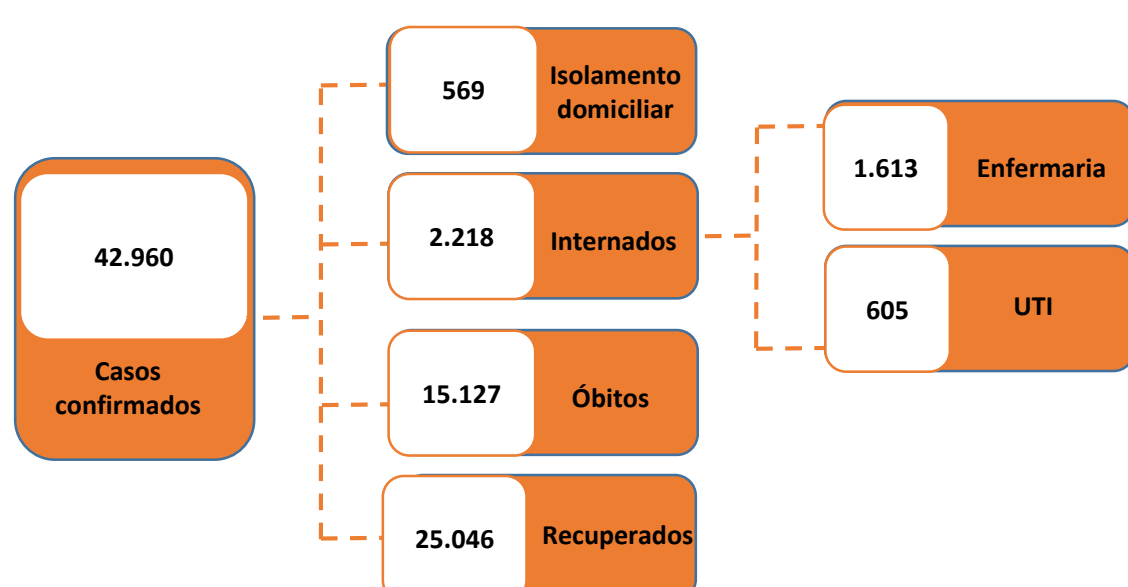 42.960
Casos
confirmados
569
Isolamento
domiciliar
2.218
Internados
15.127
Óbitos
25.046
Recuperados
1.613
Enfermaria
605
UTI